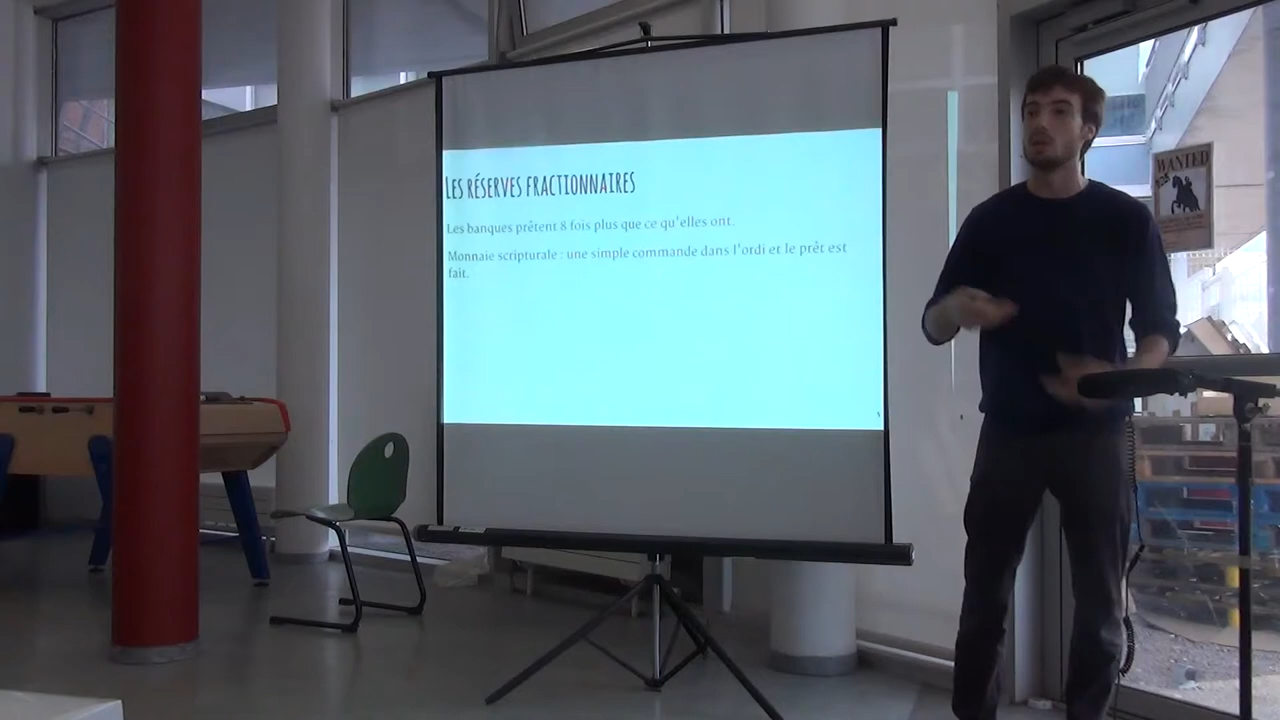 Les réserves fractionnaires
Les banques prêtent 8 fois plus que ce qu'elles ont.
Monnaie scripturale : une simple commande dans l'ordi et le prêt est
fait.
WANTED